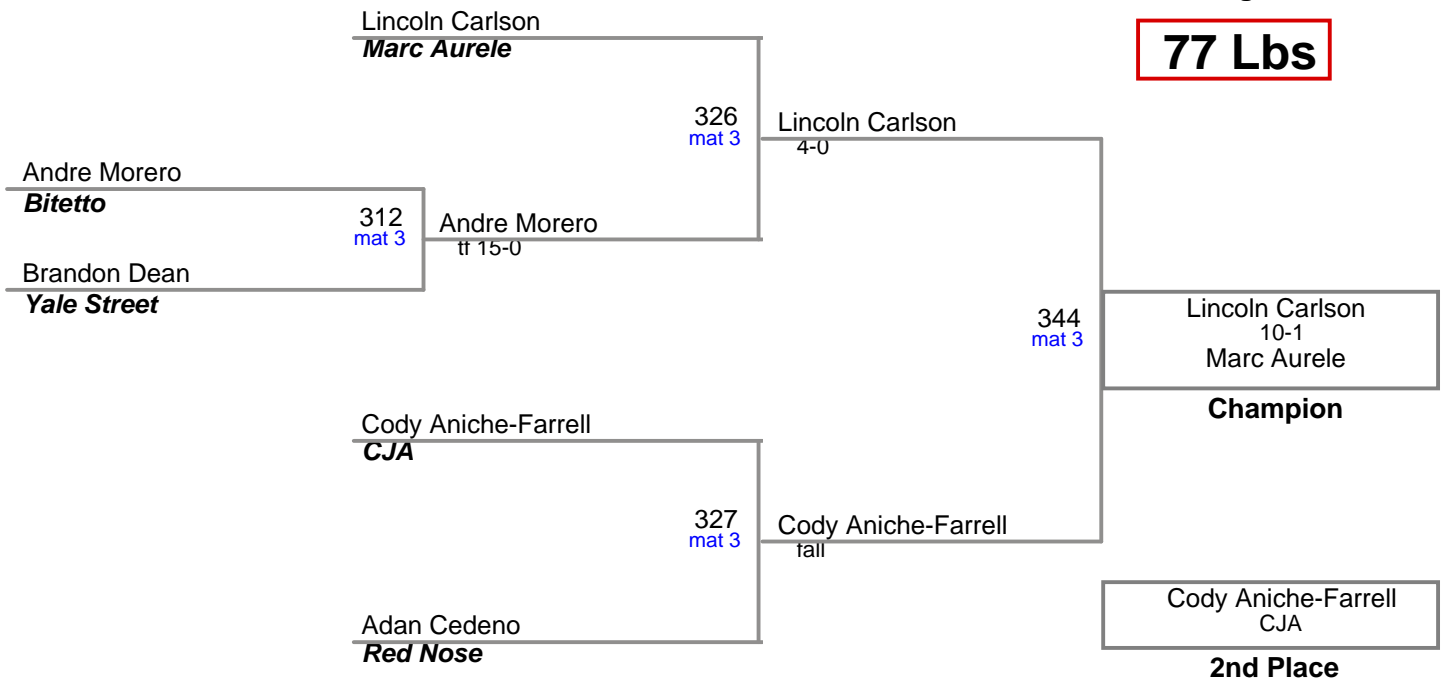 Lincoln Carlson
Marc Aurele
77 Lbs
326
mat 3
Lincoln Carlson
4-0
Andre Morero
Bitetto
312
mat 3
Andre Morero
tf 15-0
Brandon Dean
Yale Street
344
mat 3
Lincoln Carlson
10-1
Marc Aurele
Champion
Cody Aniche-Farrell
CJA
327
mat 3
Cody Aniche-Farrell
fall
Adan Cedeno
Red Nose
Cody Aniche-Farrell
CJA
2nd Place